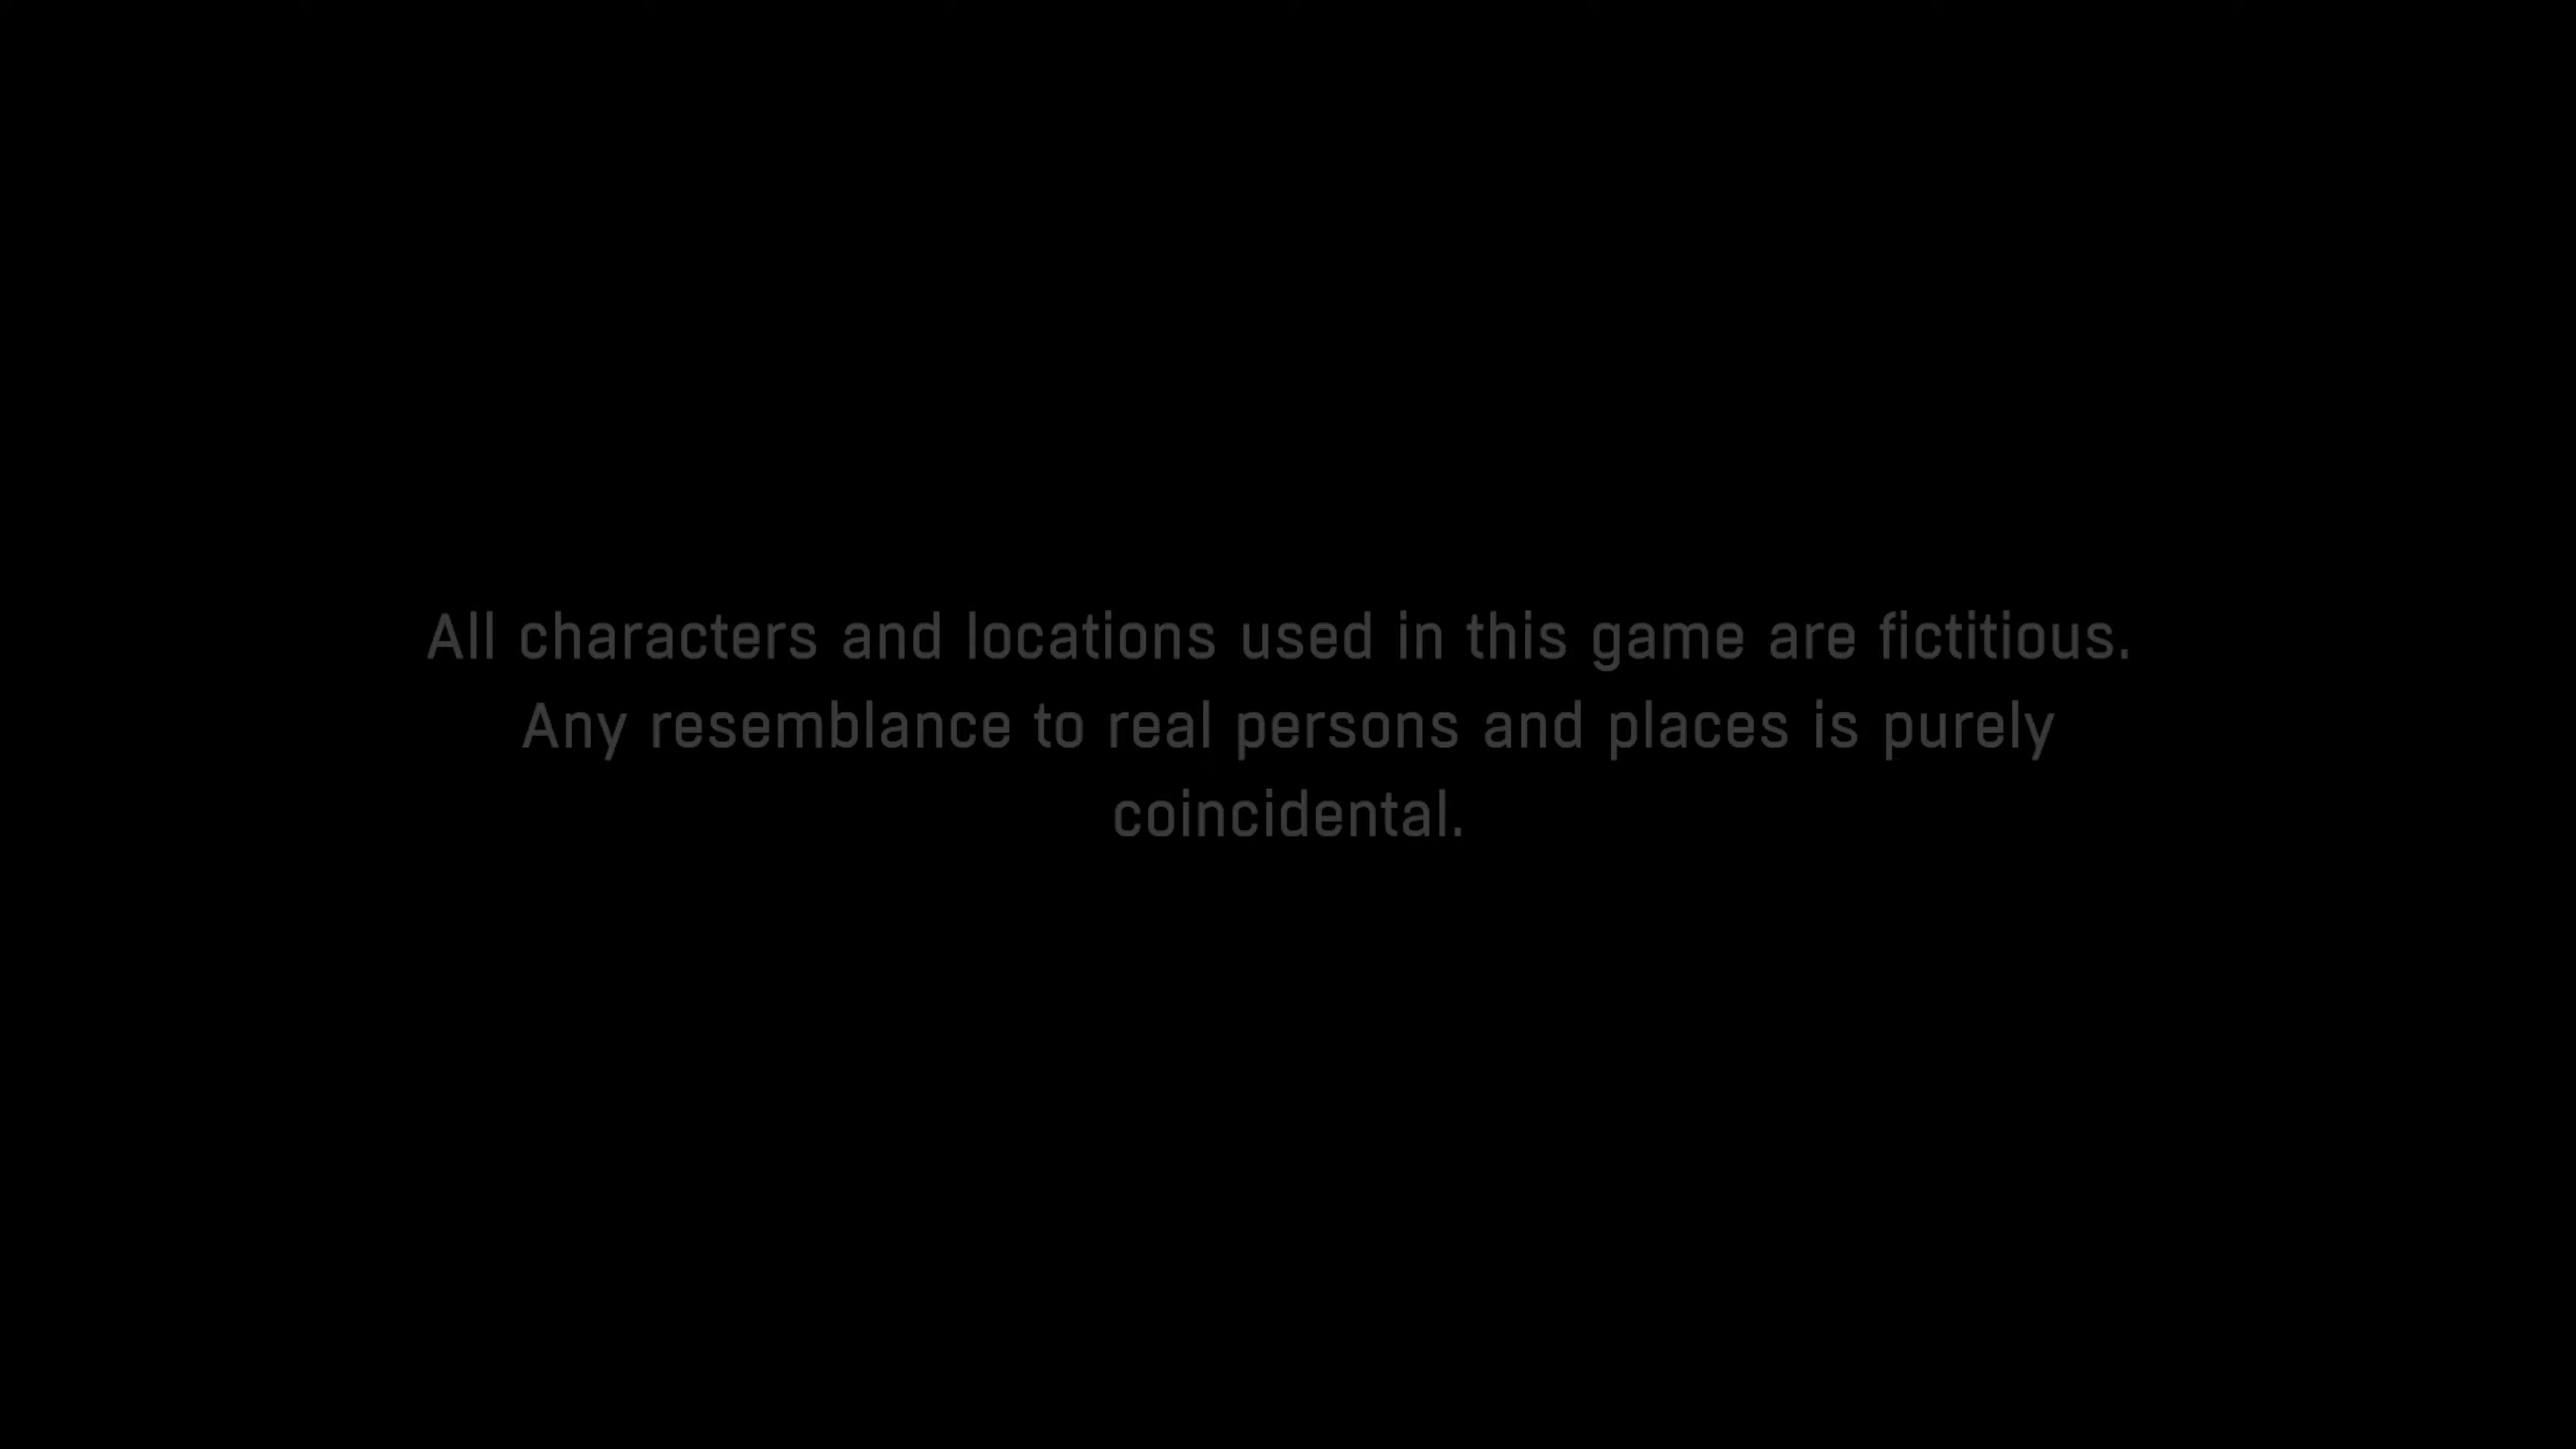 All characters and locations used in this game are fictitious.
Any resemblance to real persons and places is purely
coincidental.